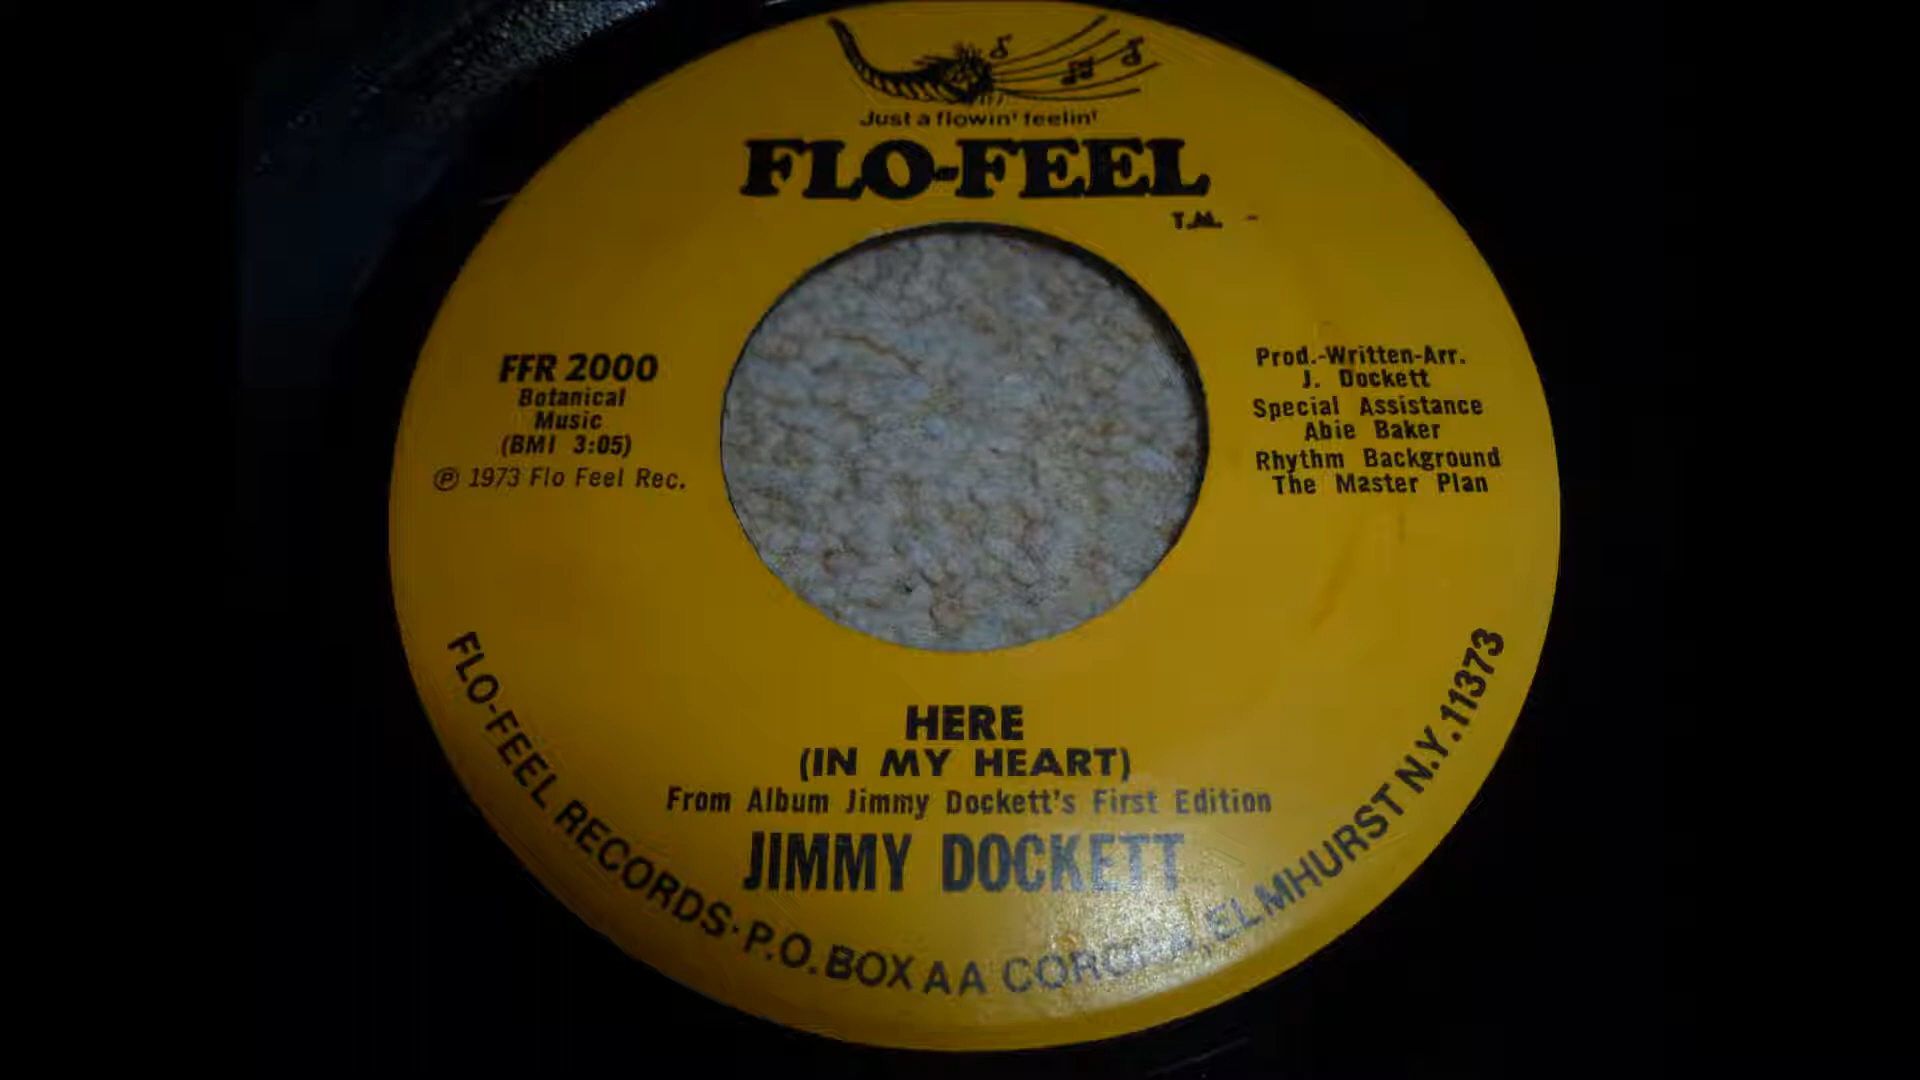 Just a flowin' feelin'
FLO-FEEL
T.M.
FFR 2000
Botanical
Music
(BMI 3:05)
℗ 1973 Flo Feel Rec.
Prod.-Written-Arr.
J. Dockett
Special Assistance
Abie Baker
Rhythm Background
The Master Plan
HERE
(IN MY HEART)
From Album Jimmy Dockett's First Edition
JIMMY DOCKETT
FLO-FEEL RECORDS·P.O. BOX AA CORONA, ELMHURST N.Y. 11373